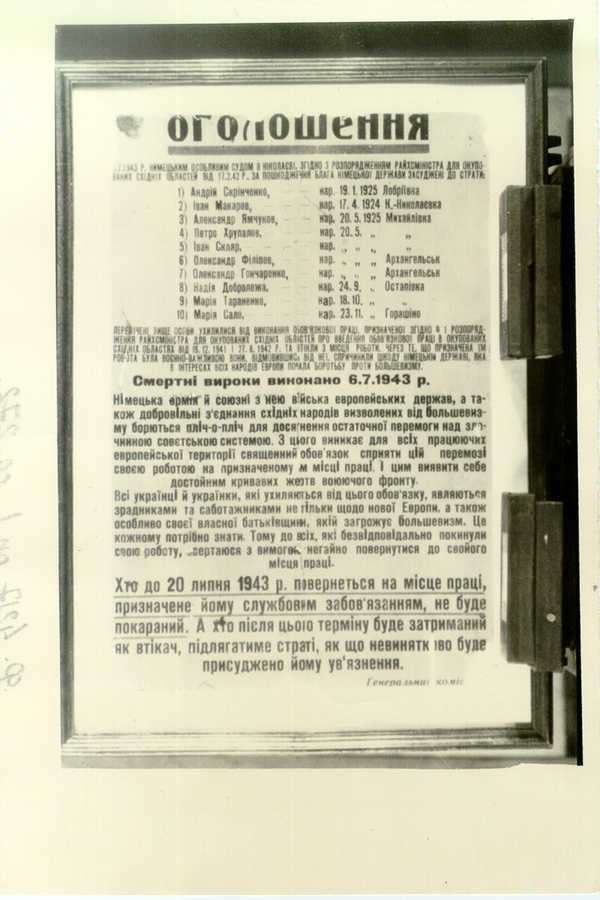 ОГОЛОШЕННЯ
1943 Р. НІМЕЦЬКИМ ОСОБЛИВИМ СУДОМ В НІКОЛАЄВІ, ЗГІДНО З РОЗПОРЯДЖЕННЯМ РАЙХСМІНІСТРА ДЛЯ ОКУПО-
ВАНИХ СХІДНІХ ОБЛАСТЕЙ ВІД 17.2.42 Р., ЗА ПОШКОДЖЕННЯ БЛАГА НІМЕЦЬКОЇ ДЕРЖАВИ ЗАСУДЖЕНІ ДО СТРАТИ:
1) Андрій Скрінченко, нар. 19. 1. 1925 Лобріївка
2) Іван Макаров, нар. 17. 4. 1924 Н.-Николаєвка
3) Александр Ямчуков, нар. 20. 5. 1925 Михайлівка
4) Петро Хрупалов, нар. 20. 5. „ „
5) Іван Скляр, нар. „ „ „ „
6) Олександр Філіпов, нар. „ „ „ Архангельськ
7) Олександр Гончаренко, нар. „ „ „ Архангельськ
8) Надія Добролежа, нар. 24. 9. „ Остапівка
9) Марія Тараненко, нар. 18. 10. „ „
10) Марія Сало, нар. 23. 11. „ Горащіно
ПЕРЕЛІЧЕНІ ВИЩЕ ОСОБИ УХИЛИЛИСЯ ВІД ВИКОНАННЯ ОБОВ'ЯЗКОВОЇ ПРАЦІ, ПРИЗНАЧЕНОЇ ЗГІДНО § 1 РОЗПОРЯД-
ЖЕННЯ РАЙХСМІНІСТРА ДЛЯ ОКУПОВАНИХ СХІДНІХ ОБЛАСТЕЙ ПРО ВВЕДЕННЯ ОБОВ'ЯЗКОВОЇ ПРАЦІ В ОКУПОВАНИХ
СХІДНІХ ОБЛАСТЯХ ВІД 19. 12. 1941 І 27. 8. 1942 Р. ТА ВТІКЛИ З МІСЦЯ РОБОТИ. ЧЕРЕЗ ТЕ, ЩО ПРИЗНАЧЕНА ЇМ
РОБОТА БУЛА ВОЄННО-ВАЖЛИВОЮ ВОНИ, ВІДМОВИВШИСЬ ВІД НЕЇ, СПРИЧИНИЛИ ШКОДУ НІМЕЦЬКІЙ ДЕРЖАВІ, ЯКА
В ІНТЕРЕСАХ ВСІХ НАРОДІВ ЕВРОПИ ПОЧАЛА БОРОТЬБУ ПРОТИ БОЛЬШЕВИЗМУ.
Смертні вироки виконано 6.7.1943 р.
Німецька армія й союзні з нею війська европейських держав, а та-
кож добровільні з'єднання східніх народів визволених від большевиз-
му борються пліч-о-пліч для досягнення остаточної перемоги над зло-
чинною совєтською системою. З цього виникає для всіх працюючих
европейської території священний обов'язок сприяти цій перемозі
своєю роботою на призначеному м місці праці. І цим виявити себе
достойним кривавих жертв воюючого фронту.
Всі українці й українки, які ухиляються від цього обов'язку, являються
зрадниками та саботажниками не тільки щодо нової Европи, а також
особливо своєї власної батьківщини, якій загрожує большевизм. Це
кожному потрібно знати. Тому до всіх, які безвідповідально покинули
свою роботу, звертаюся з вимогою негайно повернутися до свойого
місця праці.
Хто до 20 липня 1943 р. повернеться на місце праці,
призначене йому службовим забов'язанням, не буде
покараний. А хто після цього терміну буде затриманий
як втікач, підлягатиме страті, як що невинятково буде
присуджено йому ув'язнення.
Генеральний коміс